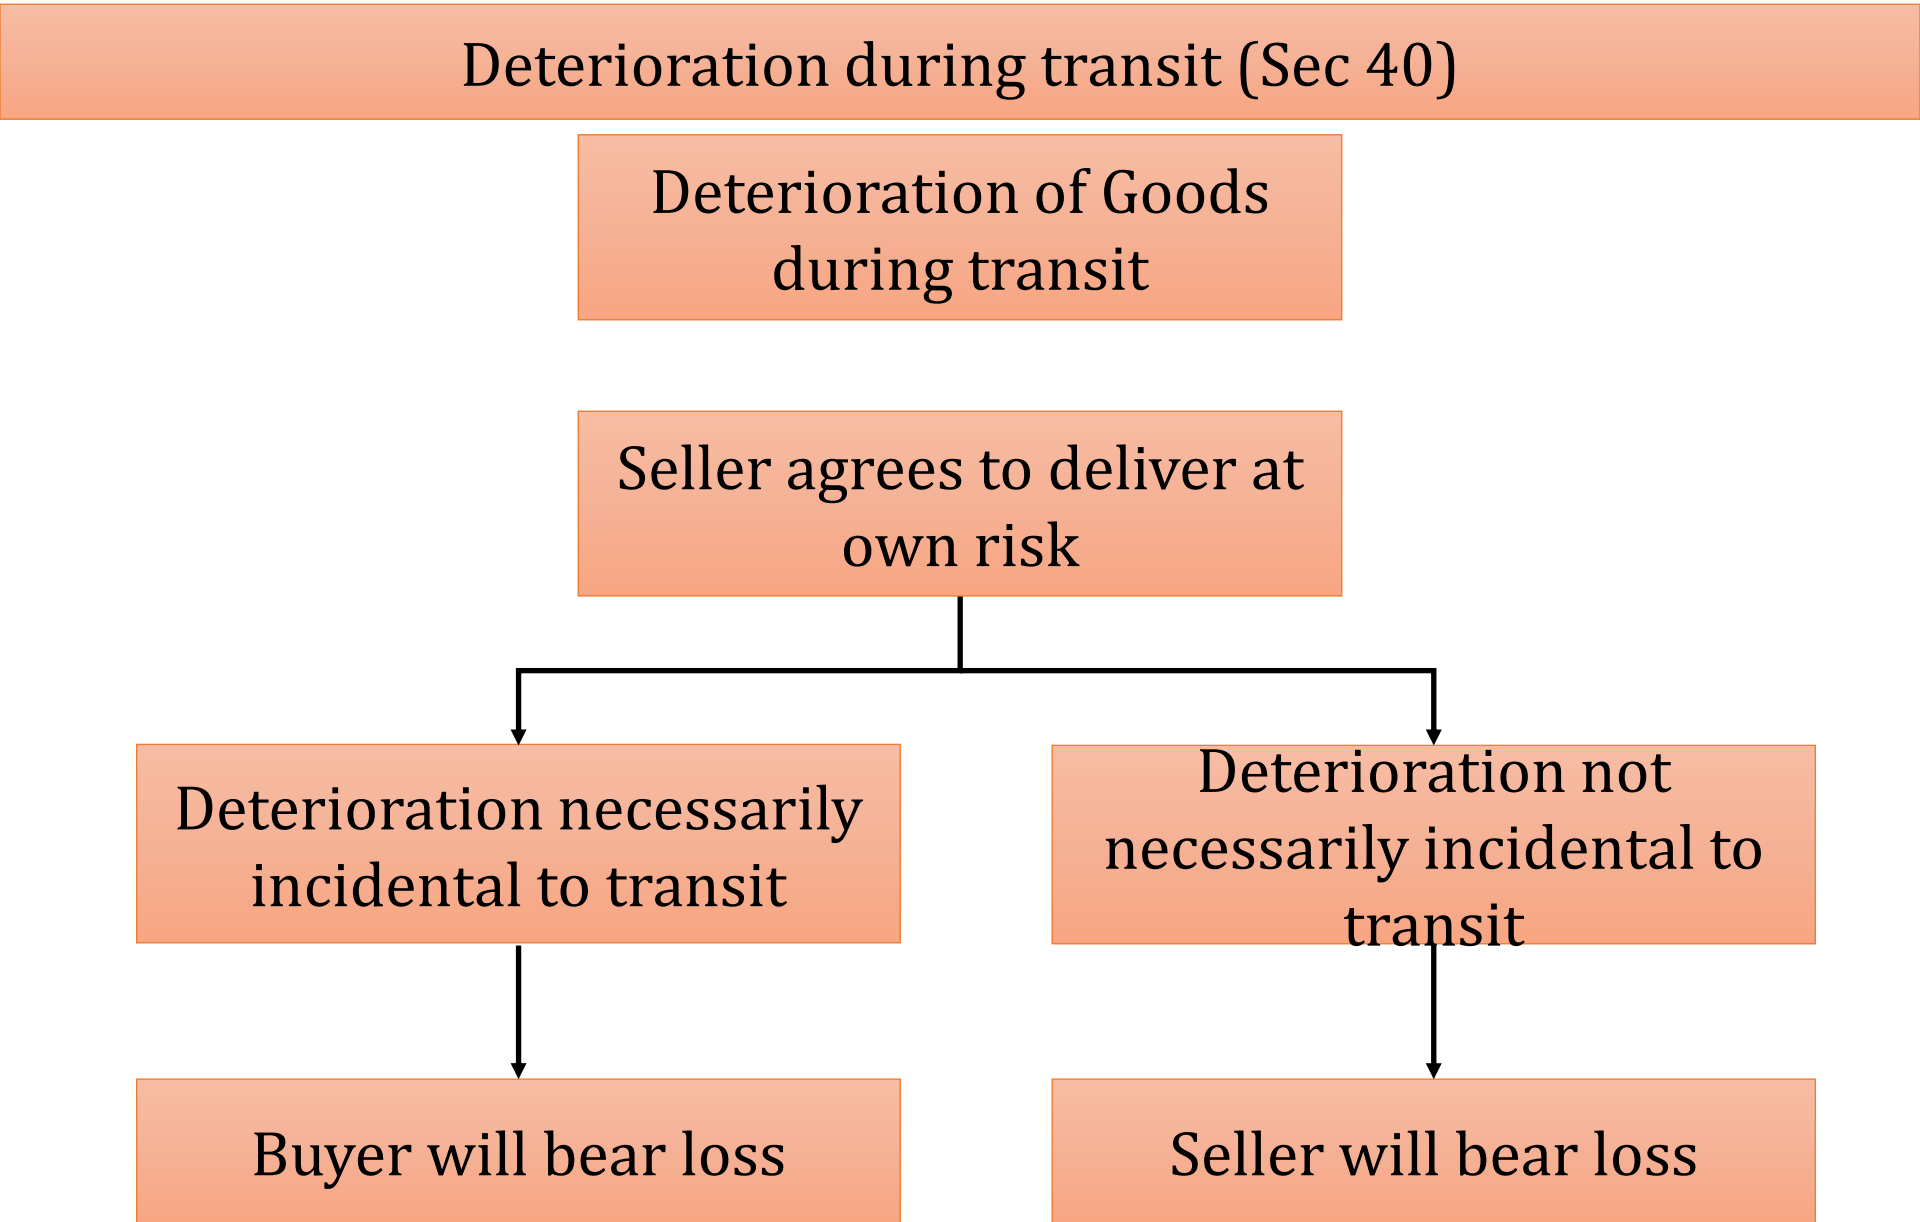 Deterioration during transit (Sec 40)
Deterioration of Goods
during transit
Seller agrees to deliver at
own risk
Deterioration necessarily
incidental to transit
Deterioration not
necessarily incidental to
transit
Buyer will bear loss
Seller will bear loss